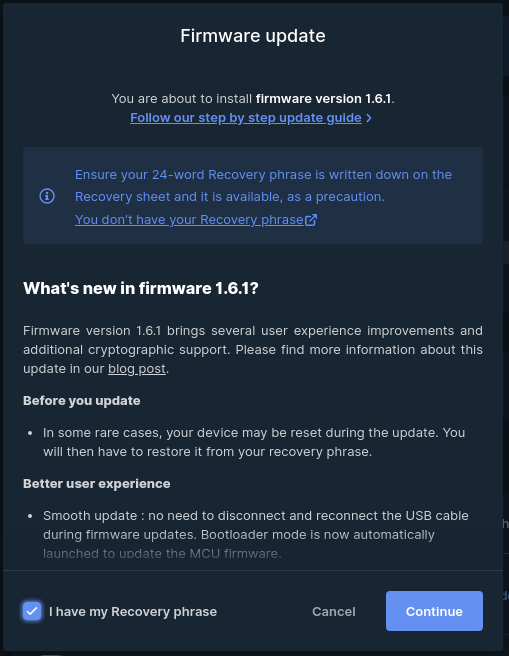 Firmware update
You are about to install firmware version 1.6.1.
Follow our step by step update guide >
Ensure your 24-word Recovery phrase is written down on the
Recovery sheet and it is available, as a precaution.
You don't have your Recovery phrase
What's new in firmware 1.6.1?
Firmware version 1.6.1 brings several user experience improvements and
additional cryptographic support. Please find more information about this
update in our blog post.
Before you update
• In some rare cases, your device may be reset during the update. You
will then have to restore it from your recovery phrase.
Better user experience
• Smooth update : no need to disconnect and reconnect the USB cable
during firmware updates. Bootloader mode is now automatically
launched to update the MCU firmware.
I have my Recovery phrase
Cancel
Continue